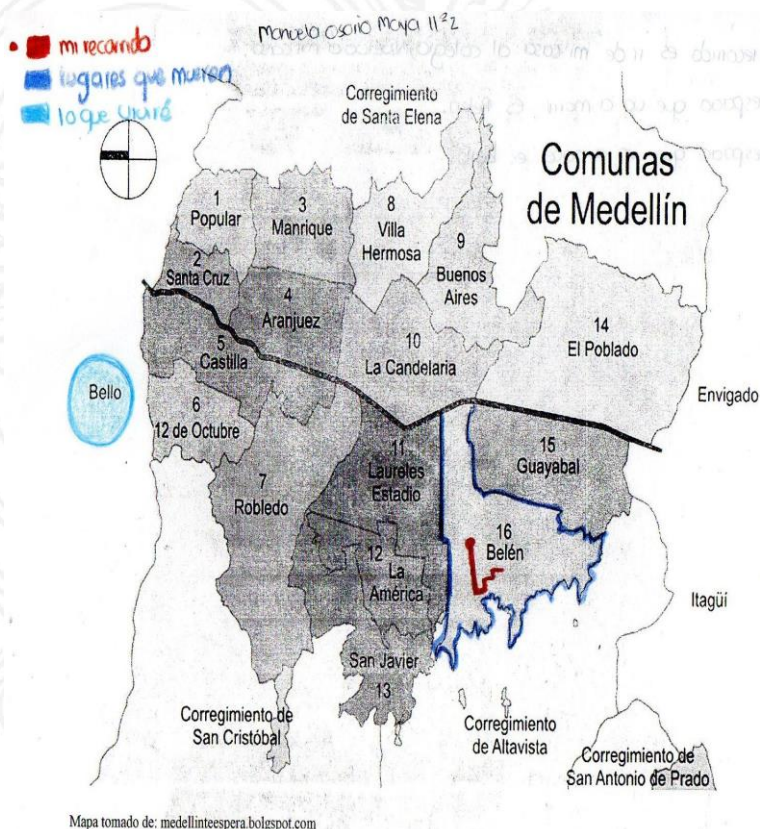 Manuela Osorio Maya 11°2
mi recorrido
lugares que mueren
lo que viviré
Corregimiento
de Santa Elena
Comunas
de Medellín
1
Popular
3
Manrique
8
Villa
Hermosa
9
Buenos
Aires
2
Santa Cruz
4
Aranjuez
14
El Poblado
5
Castilla
10
La Candelaria
Bello
Envigado
6
12 de Octubre
11
Laureles
Estadio
15
Guayabal
7
Robledo
16
Belén
12
La
América
Itagüí
San Javier
13
Corregimiento de
San Cristóbal
Corregimiento
de Altavista
Corregimiento de
San Antonio de Prado
Mapa tomado de: medellinteespera.bolgspot.com